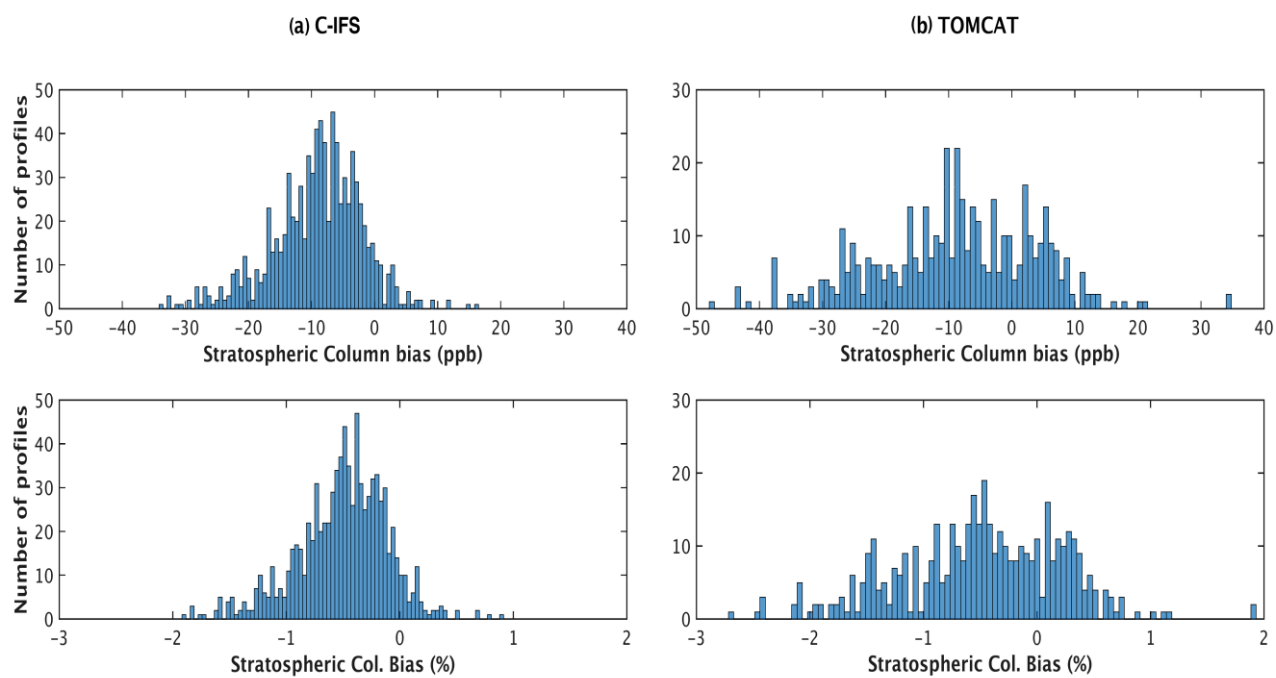 (a) C-IFS
(b) TOMCAT
Number of profiles
50
40
30
20
10
0
-50 -40 -30 -20 -10 0 10 20 30 40
Stratospheric Column bias (ppb)
30
20
10
0
-50 -40 -30 -20 -10 0 10 20 30 40
Stratospheric Column bias (ppb)
Number of profiles
50
40
30
20
10
0
-3 -2 -1 0 1 2
Stratospheric Col. Bias (%)
30
20
10
0
-3 -2 -1 0 1 2
Stratospheric Col. Bias (%)